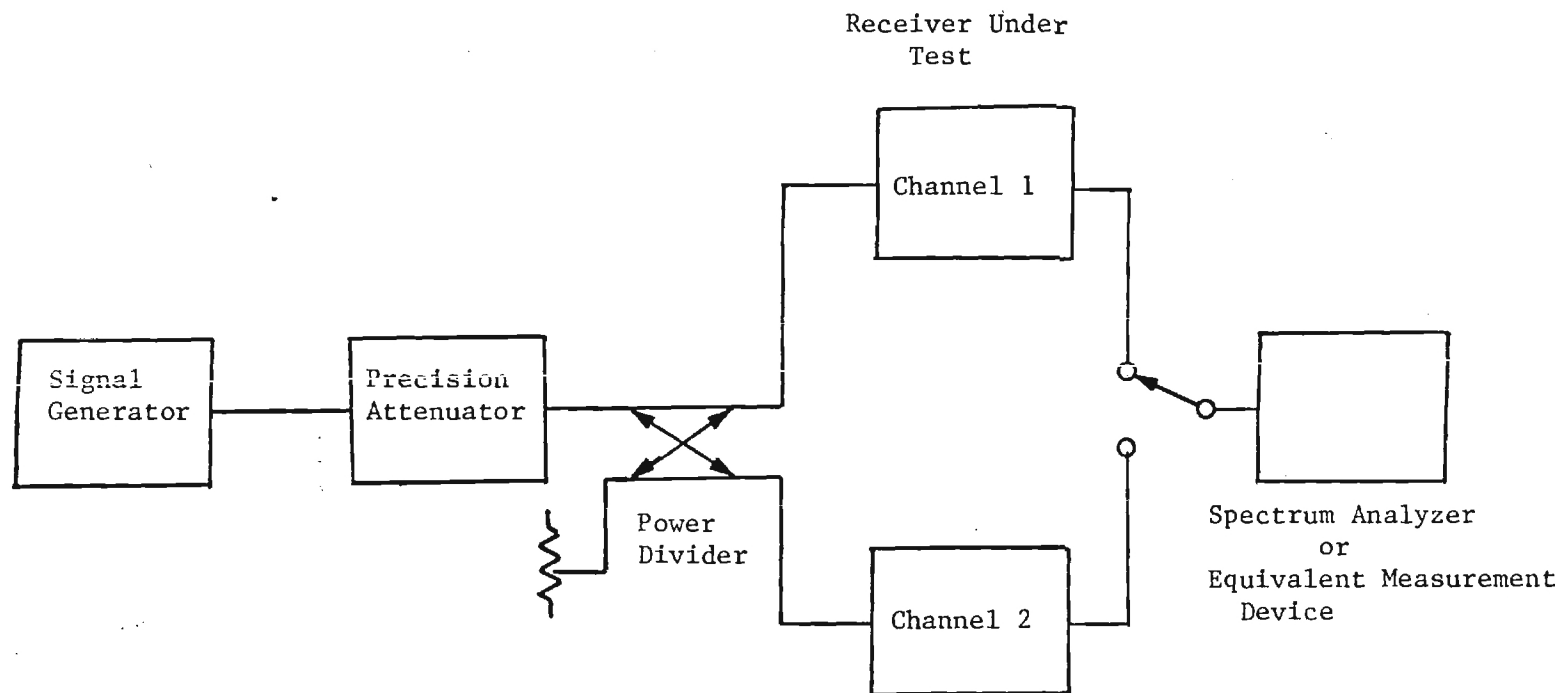 Receiver Under
Test
Channel 1
Signal
Generator
Precision
Attenuator
Power
Divider
Channel 2
Spectrum Analyzer
or
Equivalent Measurement
Device